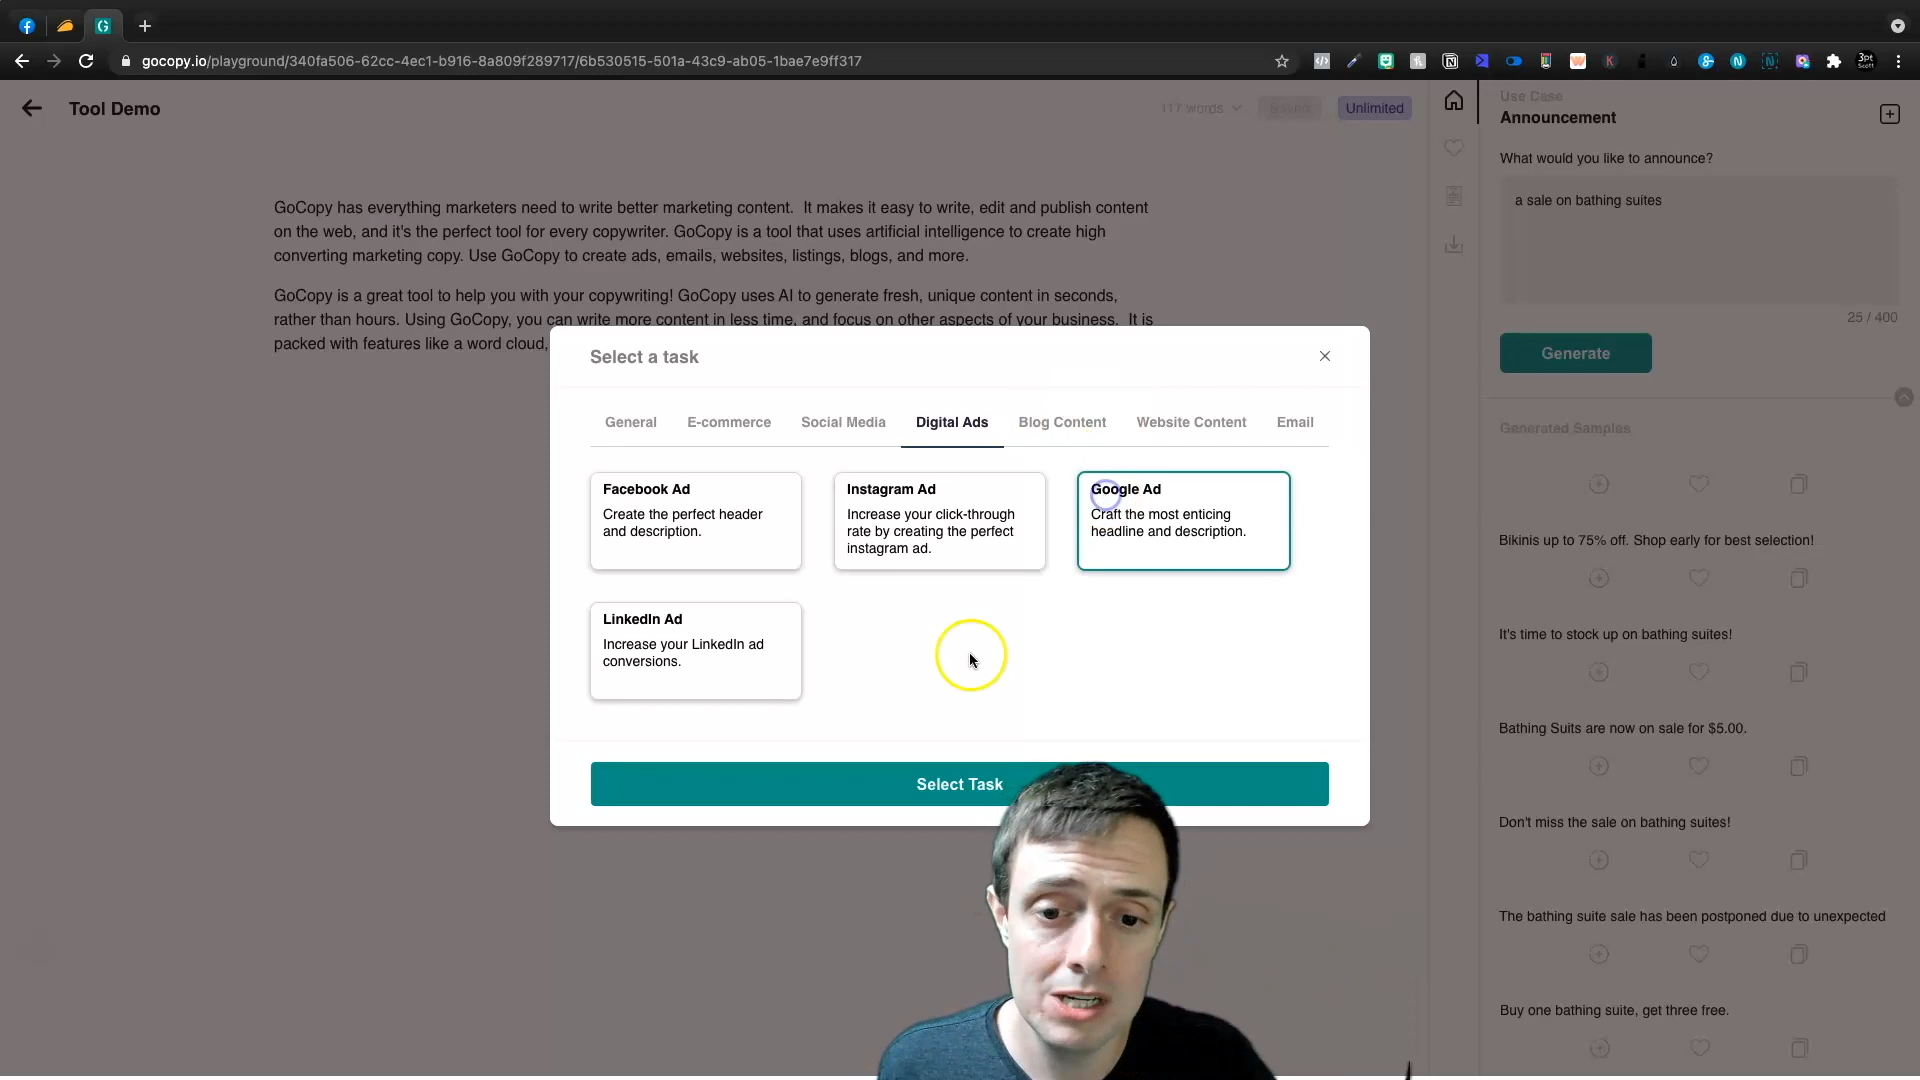 gocopy.io/playground/340fa506-62cc-4ec1-b916-8a809f289717/6b530515-501a-43c9-ab05-1bae7e9ff317
3pt
Scott
Tool Demo
117 words
Saved
Unlimited
GoCopy has everything marketers need to write better marketing content. It makes it easy to write, edit and publish content
on the web, and it's the perfect tool for every copywriter. GoCopy is a tool that uses artificial intelligence to create high
converting marketing copy. Use GoCopy to create ads, emails, websites, listings, blogs, and more.
GoCopy is a great tool to help you with your copywriting! GoCopy uses AI to generate fresh, unique content in seconds,
rather than hours. Using GoCopy, you can write more content in less time, and focus on other aspects of your business. It is
packed with features like a word cloud,
Select a task
General
E-commerce
Social Media
Digital Ads
Blog Content
Website Content
Email
Facebook Ad
Create the perfect header
and description.
Instagram Ad
Increase your click-through
rate by creating the perfect
instagram ad.
Google Ad
Craft the most enticing
headline and description.
LinkedIn Ad
Increase your LinkedIn ad
conversions.
Select Task
Use Case
Announcement
What would you like to announce?
a sale on bathing suites
25 / 400
Generate
Generated Samples
Bikinis up to 75% off. Shop early for best selection!
It's time to stock up on bathing suites!
Bathing Suits are now on sale for $5.00.
Don't miss the sale on bathing suites!
The bathing suite sale has been postponed due to unexpected
Buy one bathing suite, get three free.